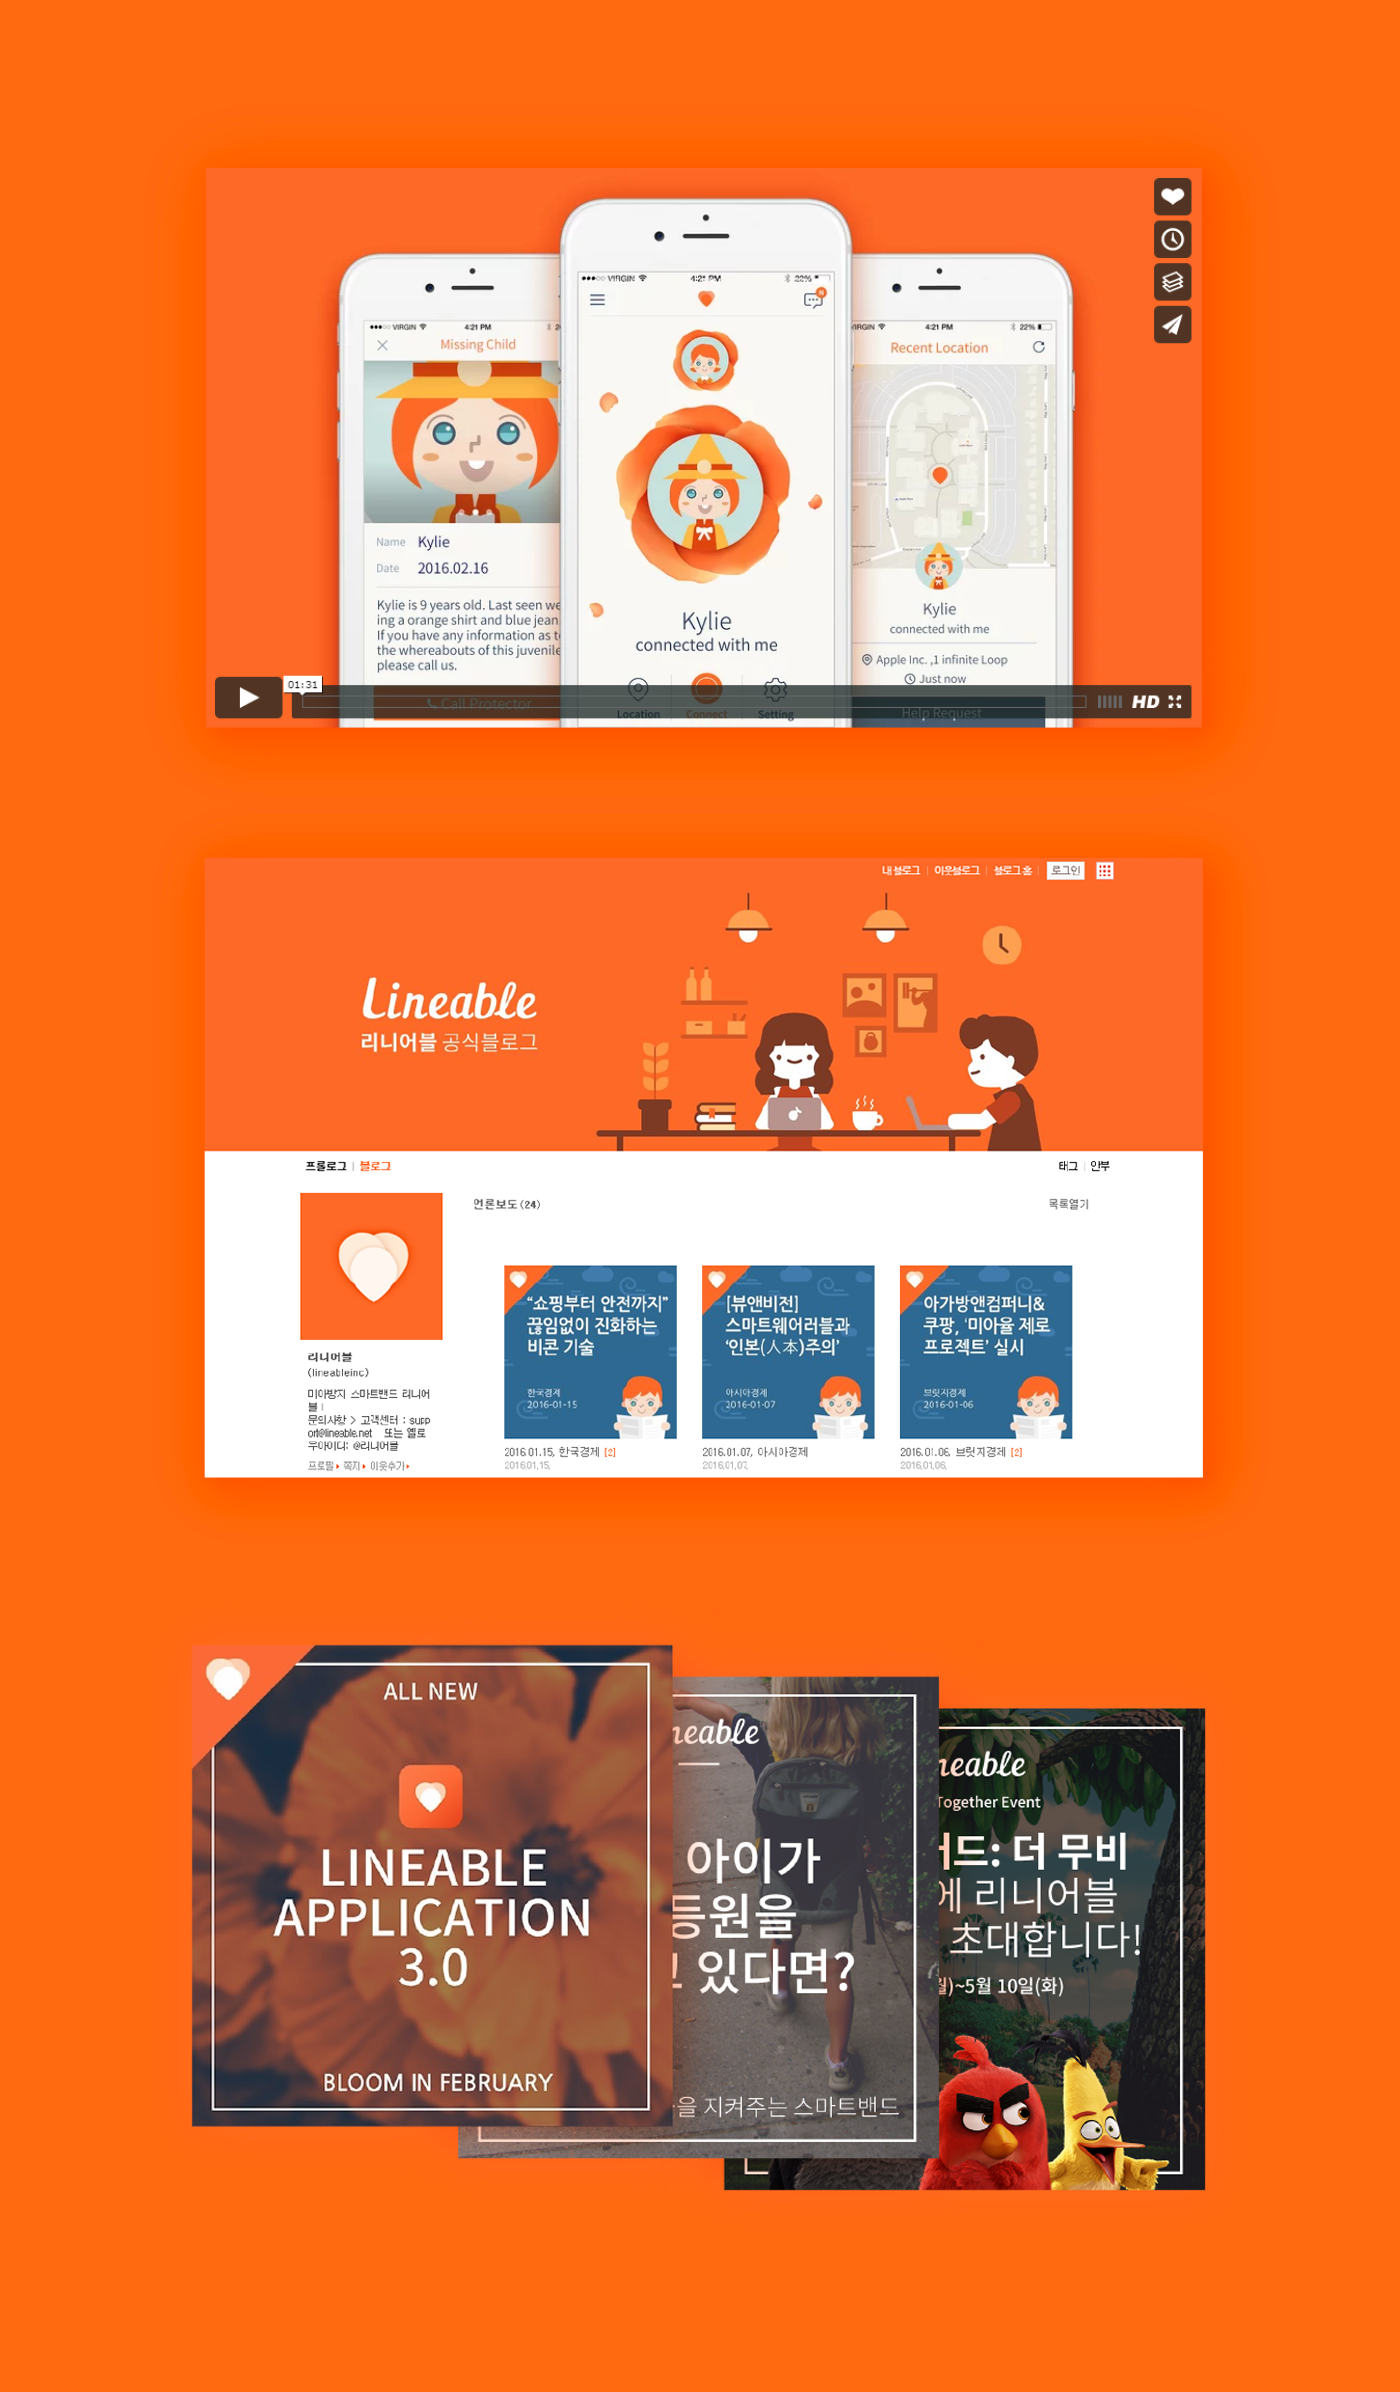 ●●●○○ VIRGIN 4:21 PM 22%
N
●●●○○ VIRGIN 4:21 PM
Missing Child
Name Kylie
Date 2016.02.16
Kylie is 9 years old. Last seen we
ing a orange shirt and blue jean
If you have any information as t
the whereabouts of this juvenile
please call us.
Call Protector
Kylie
connected with me
Location Connect Setting
VIRGIN 4:21 PM 22%
Recent Location
Kylie
connected with me
Apple Inc. ,1 infinite Loop
Just now
Help Request
01:31
HD
내 블로그 | 이웃블로그 | 블로그 홈 | 로그인
Lineable
리니어블 공식블로그
프롤로그 | 블로그
태그 | 안부
언론보도 (24)
목록열기
리니어블
(lineableinc)
미아방지 스마트밴드 리니어
블 |
문의사항 > 고객센터 : supp
ort@lineable.net 또는 옐로
우아이디: @리니어블
프로필 쪽지 이웃추가
“쇼핑부터 안전까지”
끊임없이 진화하는
비콘 기술
한국경제
2016-01-15
2016.01.15, 한국경제 [2]
2016.01.15.
[뷰앤비전]
스마트웨어러블과
‘인본(人本)주의’
아시아경제
2016-01-07
2016.01.07, 아시아경제
2016.01.07.
아가방앤컴퍼니&
쿠팡, ‘미아율 제로
프로젝트’ 실시
브릿지경제
2016-01-06
2016.01.06, 브릿지경제 [2]
2016.01.06.
ALL NEW
LINEABLE
APPLICATION
3.0
BLOOM IN FEBRUARY
neable
아이가
등원을
고 있다면?
을 지켜주는 스마트밴드
neable
Together Event
드: 더 무비
에 리니어블
초대합니다!
월)~5월 10일(화)